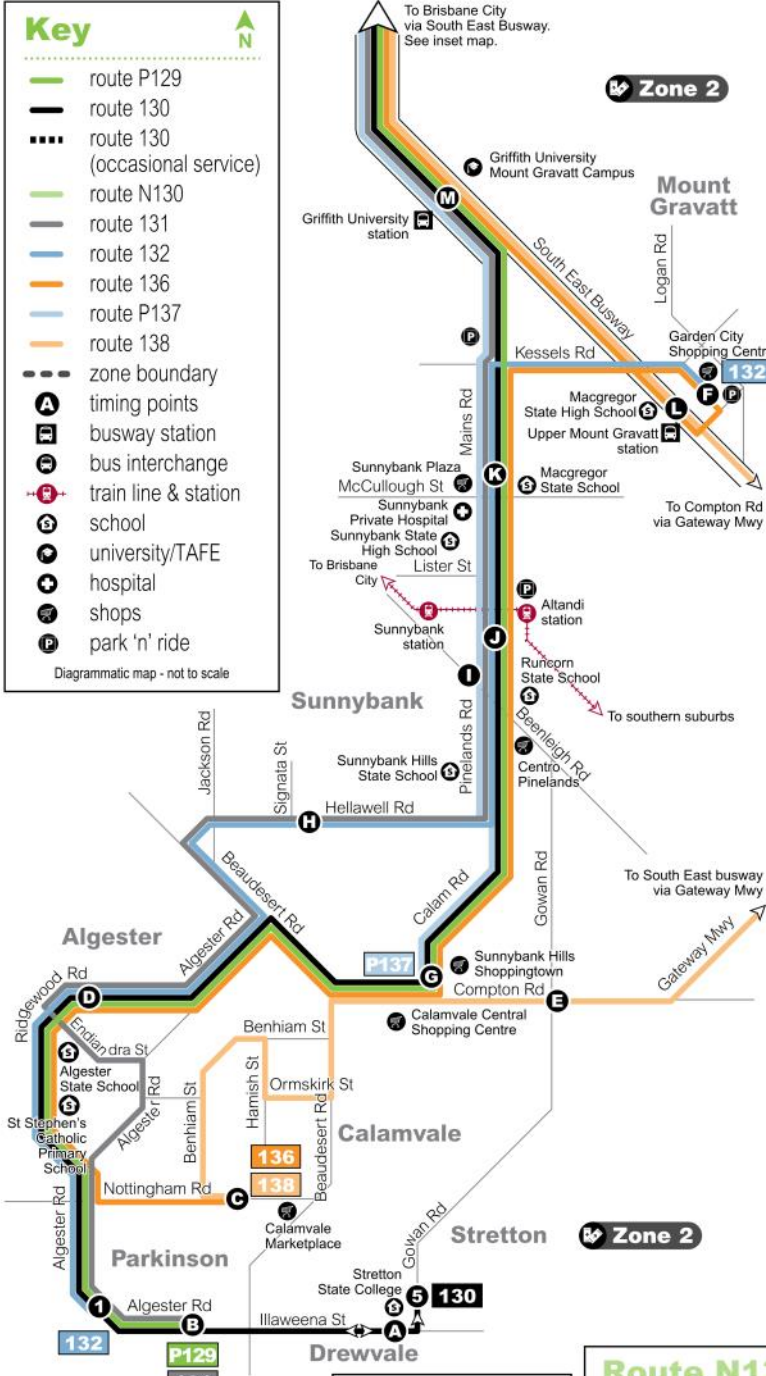 Key
N
route P129
route 130
route 130
(occasional service)
route N130
route 131
route 132
route 136
route P137
route 138
zone boundary
A
timing points
busway station
bus interchange
train line & station
S
school
university/TAFE
hospital
shops
P
park 'n' ride
Diagrammatic map - not to scale
To Brisbane City
via South East Busway.
See inset map.
Zone 2
Griffith University
Mount Gravatt Campus
Mount
Gravatt
M
Griffith University
station
South East Busway
Logan Rd
Garden City
Shopping Centr
P
Kessels Rd
132
F
P
Mains Rd
Macgregor
State High School
S
L
Upper Mount Gravatt
station
Sunnybank Plaza
K
McCullough St
S
Macgregor
State School
To Compton Rd
via Gateway Mwy
Sunnybank
Private Hospital
Sunnybank State
High School
S
To Brisbane
City
Lister St
P
Altandi
station
Sunnybank
station
J
I
Runcorn
State School
S
Sunnybank
To southern suburbs
Beenleigh Rd
Jackson Rd
Signata St
Sunnybank Hills
State School
S
Pinelands Rd
Centro
Pinelands
H
Hellawell Rd
Beaudesert Rd
Calam Rd
Gowan Rd
To South East busway
via Gateway Mwy
Algester
Algester Rd
P137
G
Sunnybank Hills
Shoppingtown
Gateway Mwy
Compton Rd
E
Ridgewood Rd
D
Calamvale Central
Shopping Centre
Endiandra St
Benhiam St
S
Algester
State School
S
St Stephen's
Catholic
Primary
School
Algester Rd
Benhiam St
Hamish St
Ormskirk St
Beaudesert Rd
Calamvale
136
138
Nottingham Rd
C
Algester Rd
Calamvale
Marketplace
Gowan Rd
Stretton
Zone 2
Parkinson
Stretton
State College
S
5
130
1
Algester Rd
B
Illaweena St
A
132
P129
Drewvale